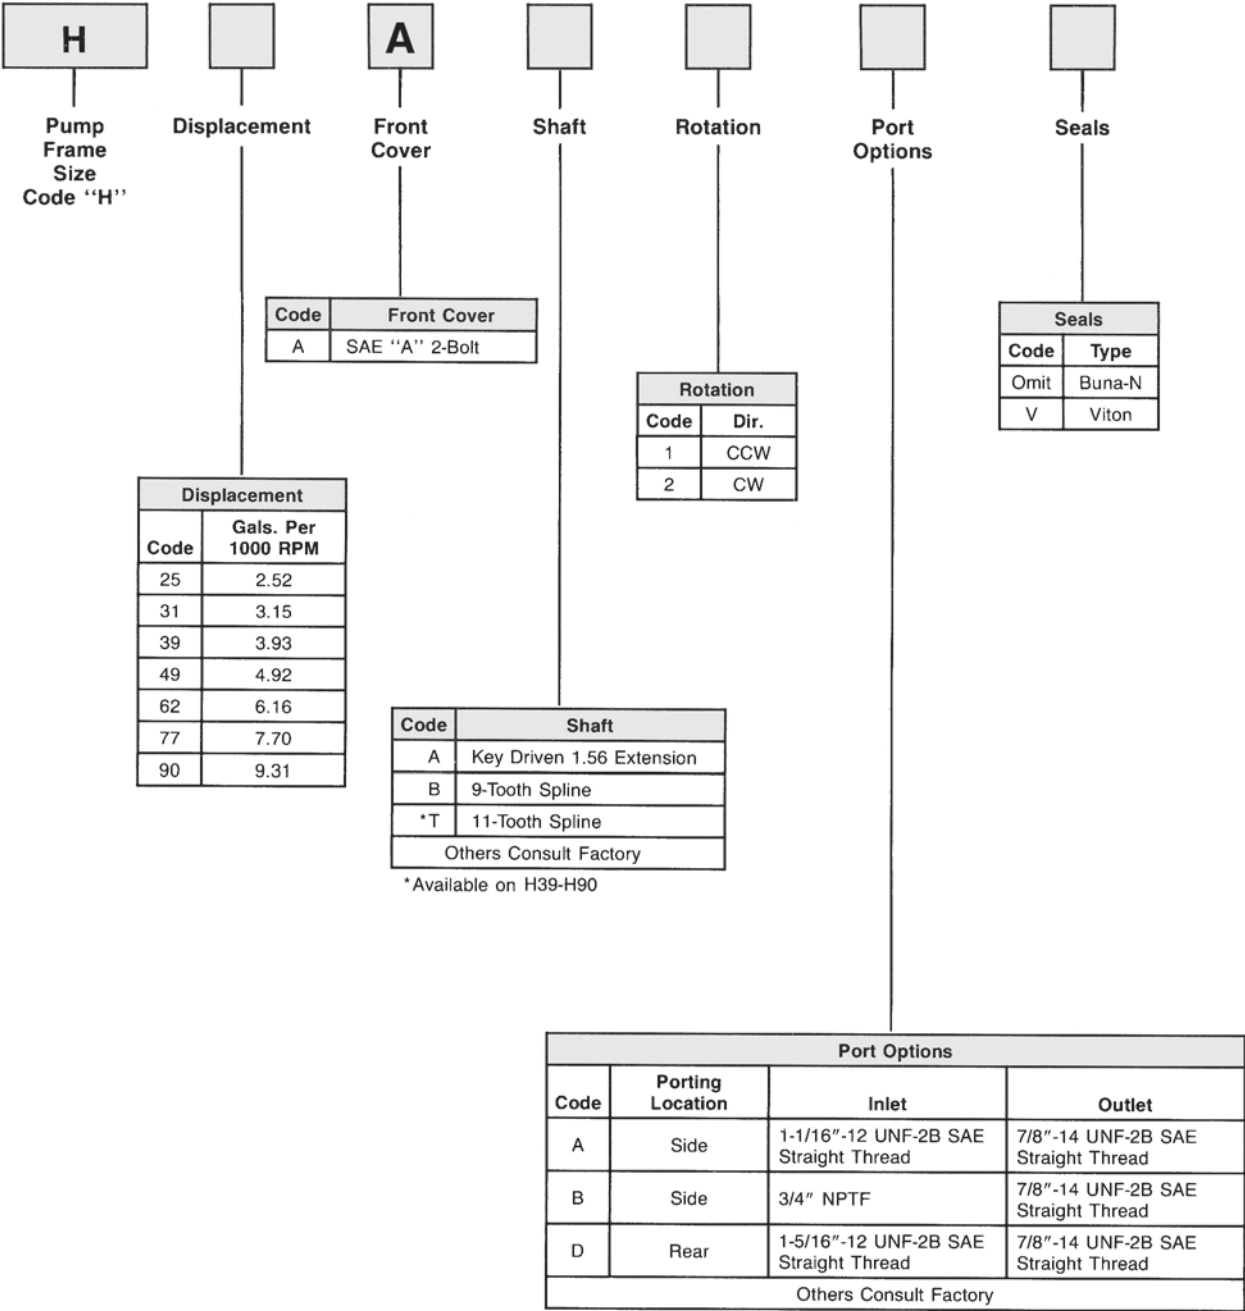 H
A
Pump
Frame
Size
Code ‘‘H’’
Displacement
Front
Cover
Shaft
Rotation
Port
Options
Seals
Code Front Cover
A SAE ‘‘A’’ 2-Bolt
Seals
Code Type
Omit Buna-N
V Viton
Rotation
Code Dir.
1 CCW
2 CW
Displacement
Code Gals. Per
1000 RPM
25 2.52
31 3.15
39 3.93
49 4.92
62 6.16
77 7.70
90 9.31
Code Shaft
A Key Driven 1.56 Extension
B 9-Tooth Spline
*T 11-Tooth Spline
Others Consult Factory
*Available on H39-H90
Port Options
Code Porting
Location Inlet Outlet
A Side 1-1/16″-12 UNF-2B SAE
Straight Thread 7/8″-14 UNF-2B SAE
Straight Thread
B Side 3/4″ NPTF 7/8″-14 UNF-2B SAE
Straight Thread
D Rear 1-5/16″-12 UNF-2B SAE
Straight Thread 7/8″-14 UNF-2B SAE
Straight Thread
Others Consult Factory